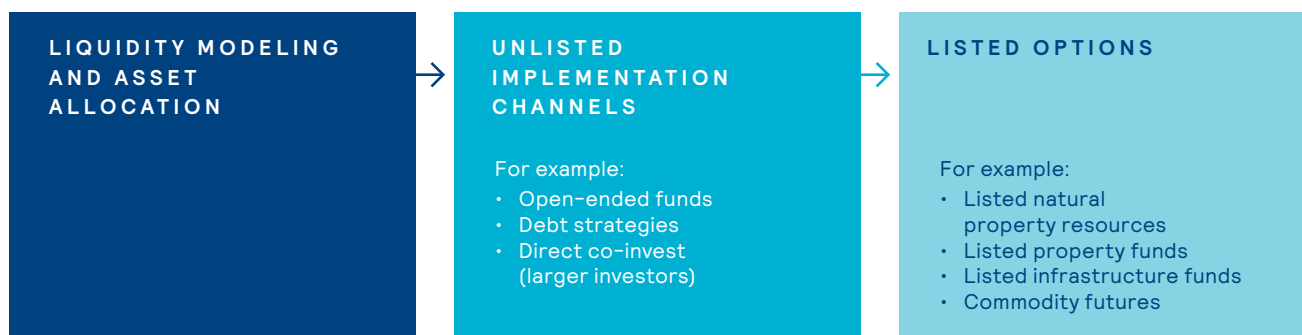 LIQUIDITY MODELING
AND ASSET
ALLOCATION
UNLISTED
IMPLEMENTATION
CHANNELS
For example:
• Open-ended funds
• Debt strategies
• Direct co-invest
(larger investors)
LISTED OPTIONS
For example:
• Listed natural
property resources
• Listed property funds
• Listed infrastructure funds
• Commodity futures